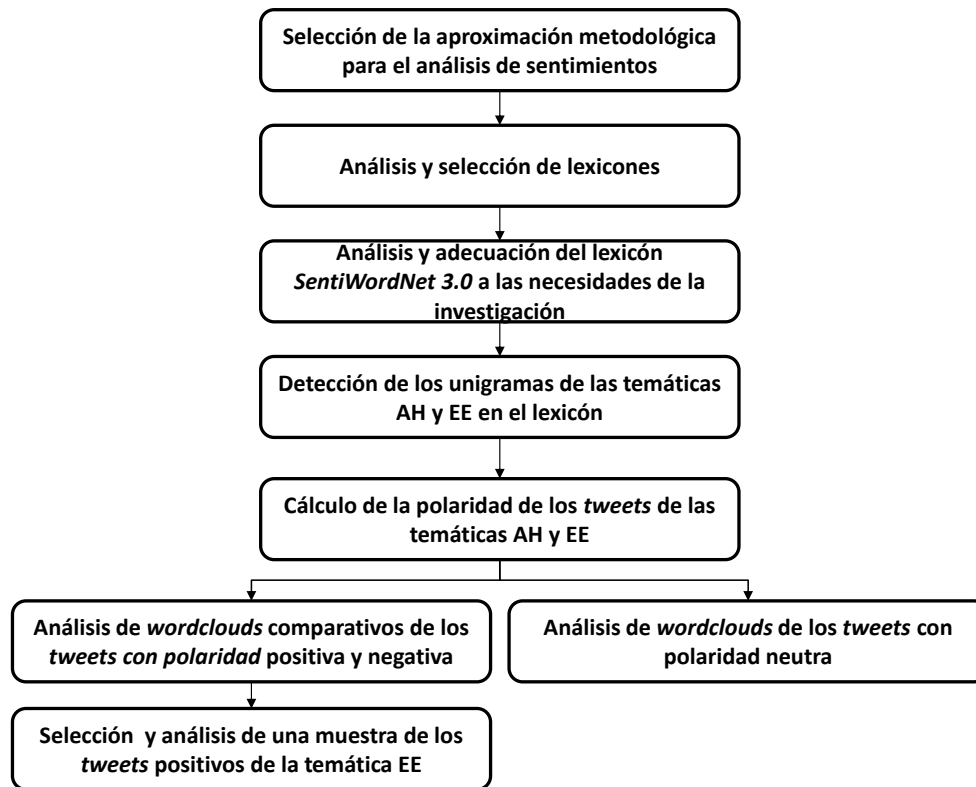 Selección de la aproximación metodológica
para el análisis de sentimientos
Análisis y selección de lexicones
Análisis y adecuación del lexicón
SentiWordNet 3.0 a las necesidades de la
investigación
Detección de los unigramas de las temáticas
AH y EE en el lexicón
Cálculo de la polaridad de los tweets de las
temáticas AH y EE
Análisis de wordclouds comparativos de los
tweets con polaridad positiva y negativa
Análisis de wordclouds de los tweets con
polaridad neutra
Selección y análisis de una muestra de los
tweets positivos de la temática EE